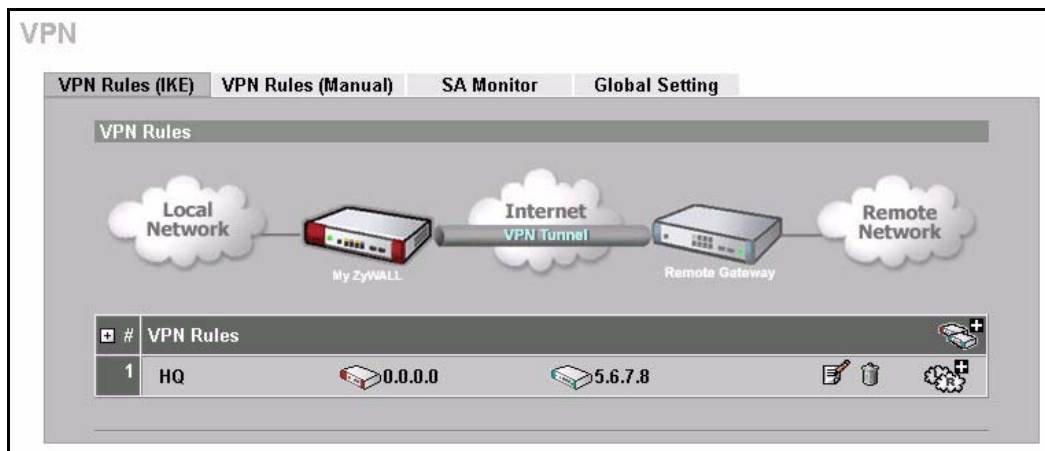 VPN
VPN Rules (IKE) VPN Rules (Manual) SA Monitor Global Setting
VPN Rules
Local
Network
Internet
VPN Tunnel
Remote
Network
My ZyWALL
Remote Gateway
# VPN Rules
1 HQ 0.0.0.0 5.6.7.8
R